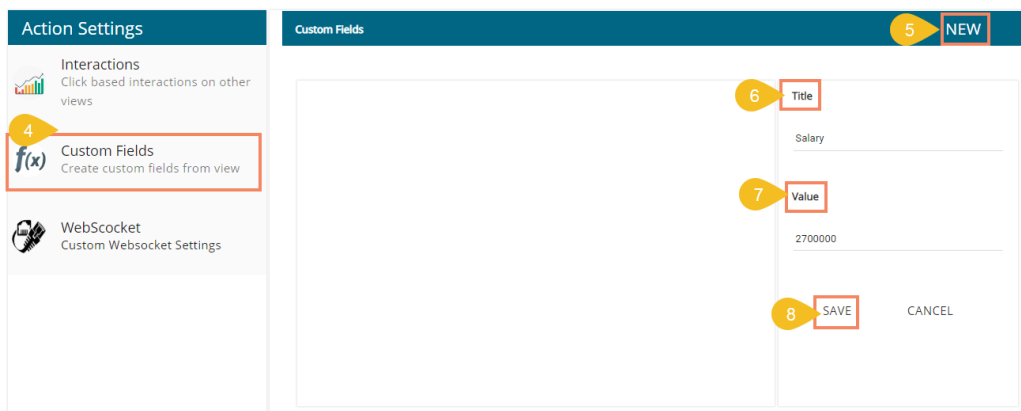 Action Settings
Interactions
Click based interactions on other
views
4
f(x)
Custom Fields
Create custom fields from view
WebScocket
Custom Websocket Settings
Custom Fields
5
NEW
6
Title
Salary
7
Value
2700000
8
SAVE
CANCEL